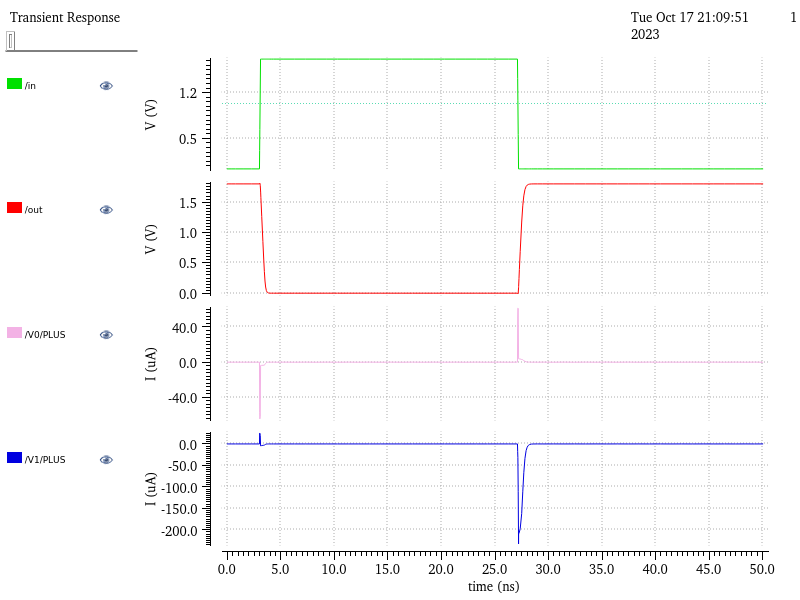 Transient Response
Tue Oct 17 21:09:51 1
2023
/in
V (V)
1.2
0.5
/out
V (V)
1.5
1.0
0.5
0.0
/V0/PLUS
I (uA)
40.0
0.0
-40.0
/V1/PLUS
I (uA)
0.0
-50.0
-100.0
-150.0
-200.0
0.0 5.0 10.0 15.0 20.0 25.0 30.0 35.0 40.0 45.0 50.0
time (ns)